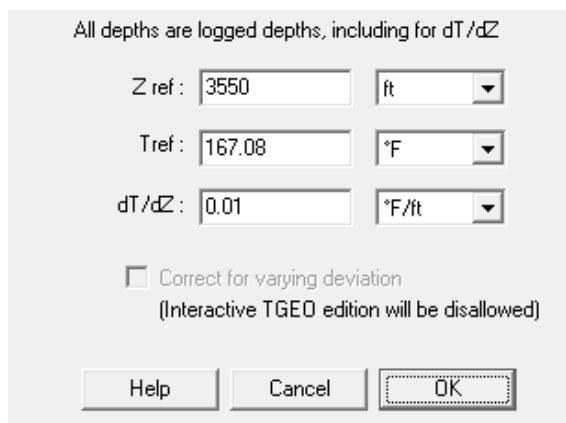 All depths are logged depths, including for dT/dZ
Z ref : 3550 ft
Tref : 167.08 °F
dT/dZ : 0.01 °F/ft
Correct for varying deviation
(Interactive TGEO edition will be disallowed)
Help Cancel OK